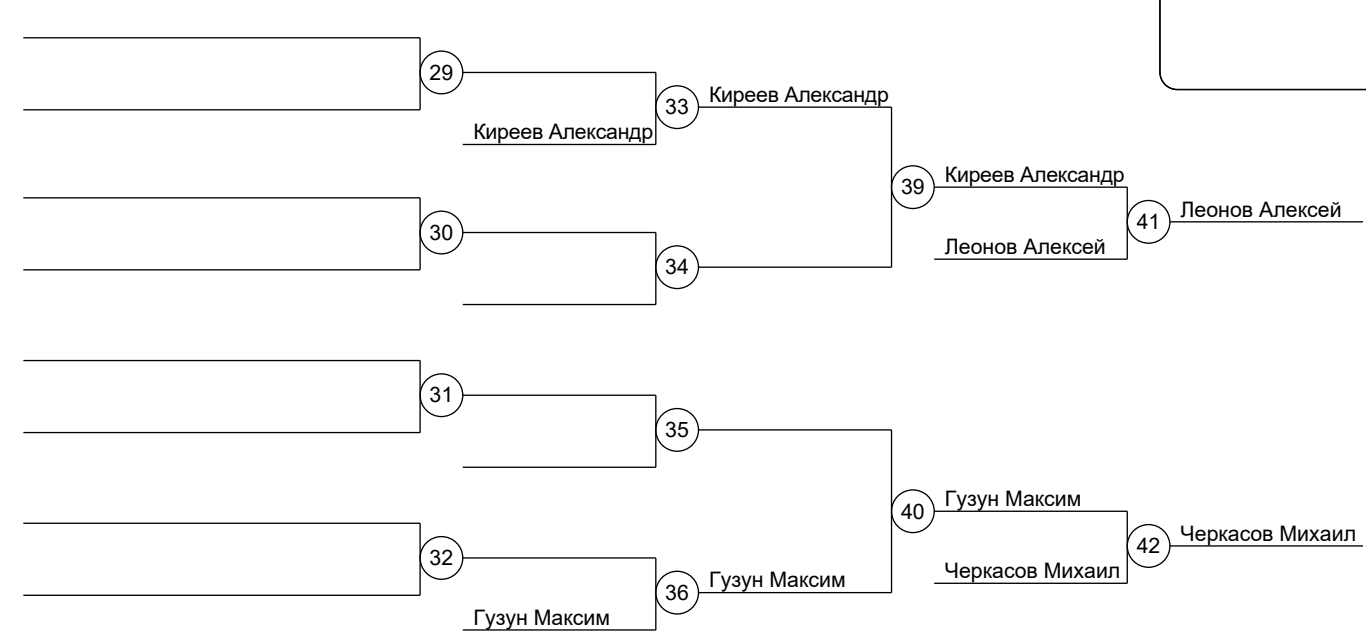 29
33
Киреев Александр
Киреев Александр
39
Киреев Александр
41
Леонов Алексей
30
34
Леонов Алексей
31
35
40
Гузун Максим
42
Черкасов Михаил
32
36
Гузун Максим
Черкасов Михаил
Гузун Максим